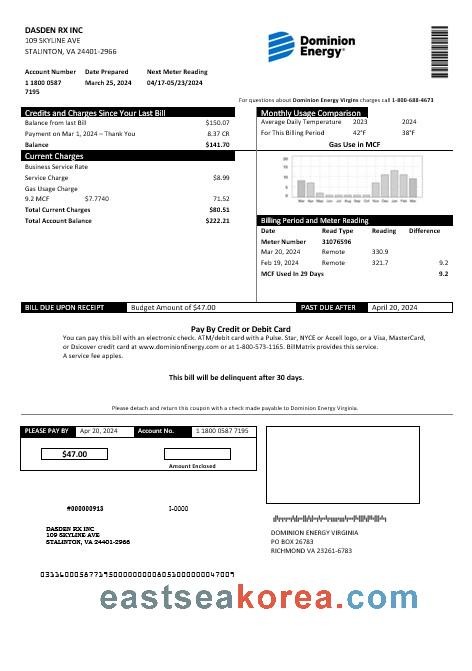 DASDEN RX INC
109 SKYLINE AVE
STALINTON, VA 24401-2966
Dominion
Energy®
Account Number Date Prepared Next Meter Reading
1 1800 0587 March 25, 2024 04/17-05/23/2024
7195
For questions about Dominion Energy Virginia charges call 1-800-688-4673
Credits and Charges Since Your Last Bill
Balance from last Bill $150.07
Payment on Mar 1, 2024 – Thank You 8.37 CR
Balance $141.70
Current Charges
Business Service Rate
Service Charge $8.99
Gas Usage Charge
9.2 MCF $7.7740 71.52
Total Current Charges $80.51
Total Account Balance $222.21
Monthly Usage Comparison
Average Daily Temperature 2023 2024
For This Billing Period 42°F 38°F
Gas Use in MCF
20
15
10
5
0
Mar Apr May Jun Jul Aug Sep Oct Nov Dec Jan Feb Mar
Billing Period and Meter Reading
Date Read Type Reading Difference
Meter Number 31076596
Mar 20, 2024 Remote 330.9
Feb 19, 2024 Remote 321.7 9.2
MCF Used In 29 Days 9.2
BILL DUE UPON RECEIPT Budget Amount of $47.00 PAST DUE AFTER April 20, 2024
Pay By Credit or Debit Card
You can pay this bill with an electronic check. ATM/debit card with a Pulse. Star, NYCE or Accell logo, or a Visa, MasterCard,
or Dsicover credit card at www.dominionEnergy.com or at 1-800-573-1165. BillMatrix provides this service.
A service fee applies.
This bill will be delinquent after 30 days.
Please detach and return this coupon with a check made payable to Dominion Energy Virginia.
PLEASE PAY BY Apr 20, 2024 Account No. 1 1800 0587 7195
$47.00
Amount Enclosed
#000000913 I-0000
DASDEN RX INC
109 SKYLINE AVE
STALINTON, VA 24401-2966
DOMINION ENERGY VIRGINIA
PO BOX 26783
RICHMOND VA 23261-6783
eastseakorea.com